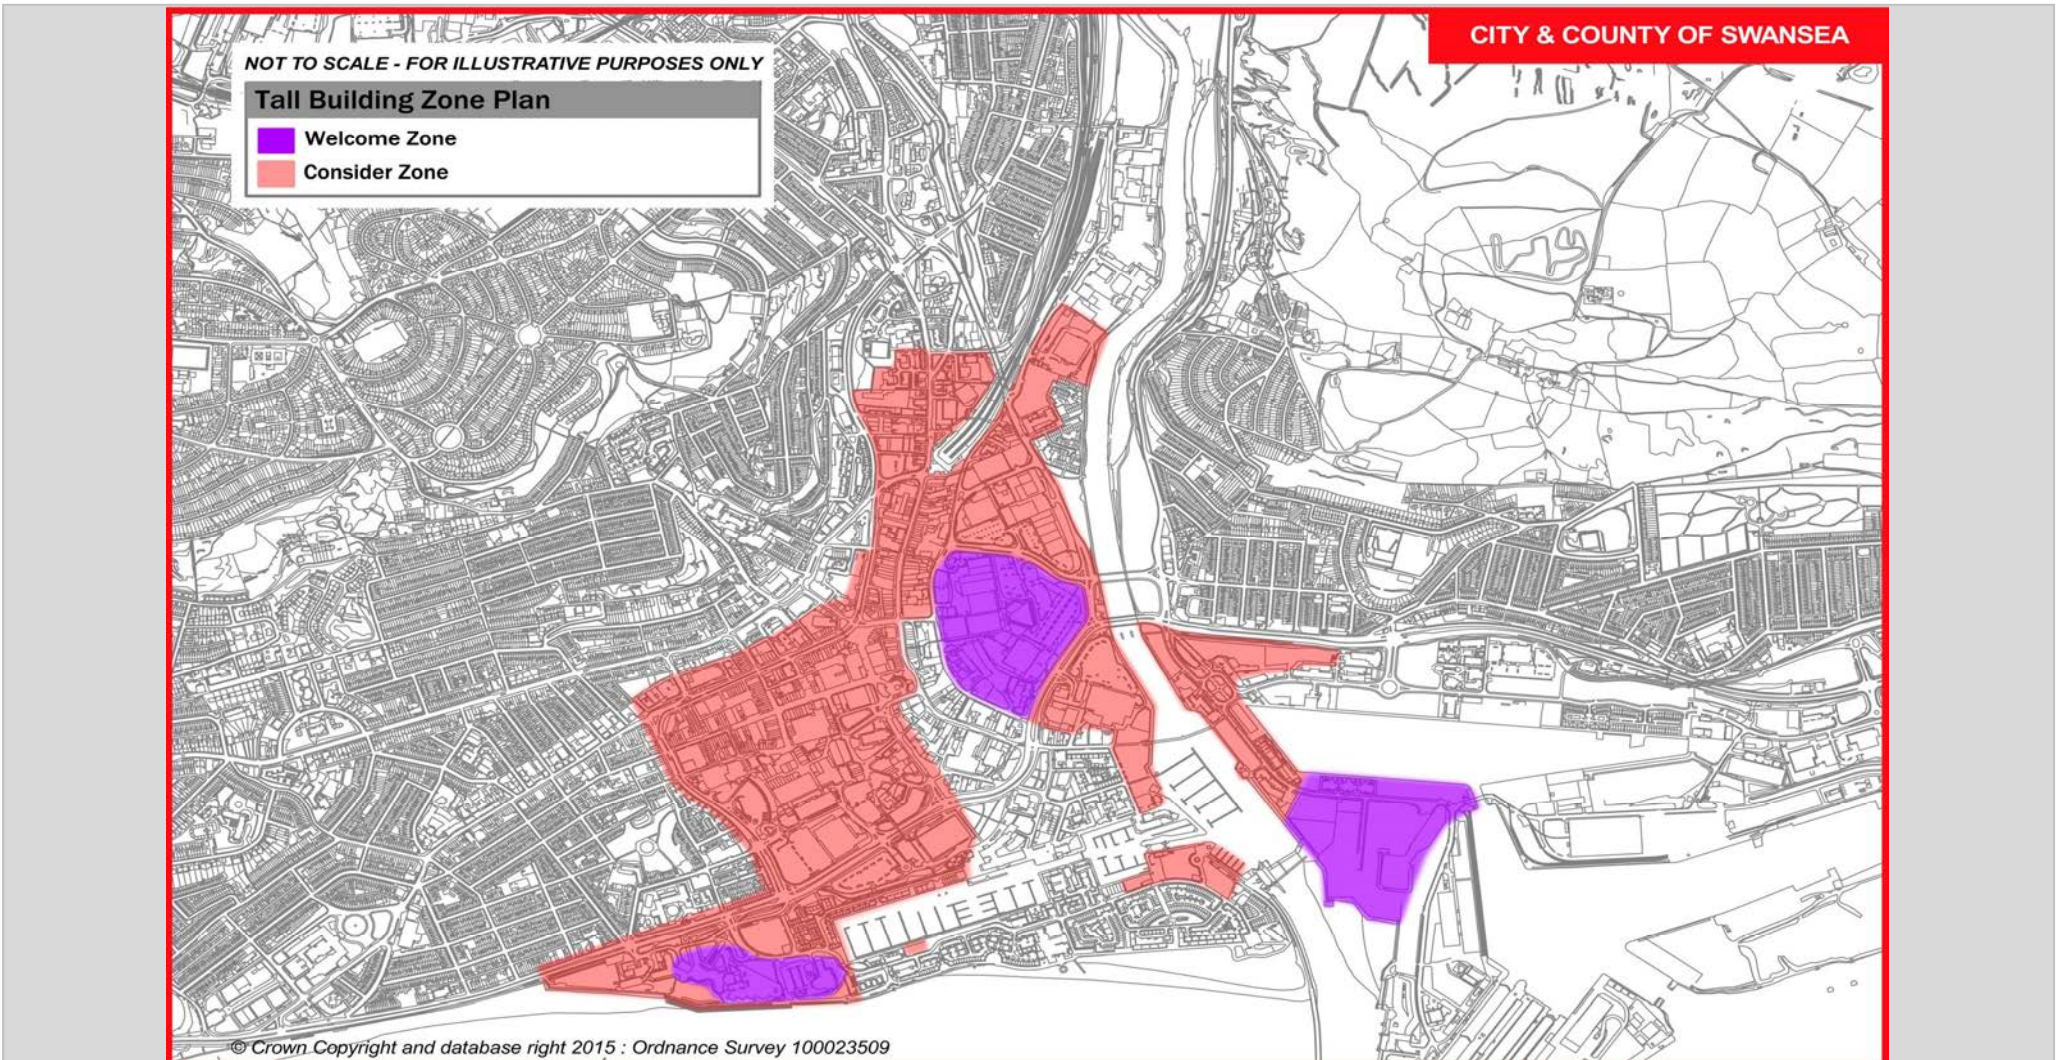 CITY & COUNTY OF SWANSEA
NOT TO SCALE - FOR ILLUSTRATIVE PURPOSES ONLY
Tall Building Zone Plan
Welcome Zone
Consider Zone
© Crown Copyright and database right 2015 : Ordnance Survey 100023509